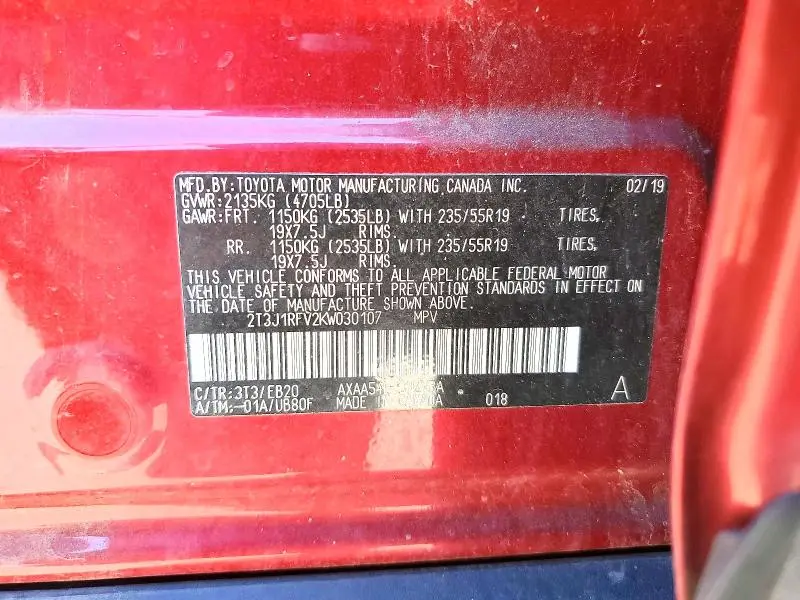 MFD.BY:TOYOTA MOTOR MANUFACTURING CANADA INC. 02/19
GVWR:2135KG (4705LB)
GAWR:FRT. 1150KG (2535LB) WITH 235/55R19 TIRES,
19X7.5J RIMS.
RR. 1150KG (2535LB) WITH 235/55R19 TIRES,
19X7.5J RIMS.
THIS VEHICLE CONFORMS TO ALL APPLICABLE FEDERAL MOTOR
VEHICLE SAFETY AND THEFT PREVENTION STANDARDS IN EFFECT ON
THE DATE OF MANUFACTURE SHOWN ABOVE.
2T3J1RFV2KW030107 MPV
C/TR:3T3/EB20
A/TM:-01A/UB80F MADE 018 A